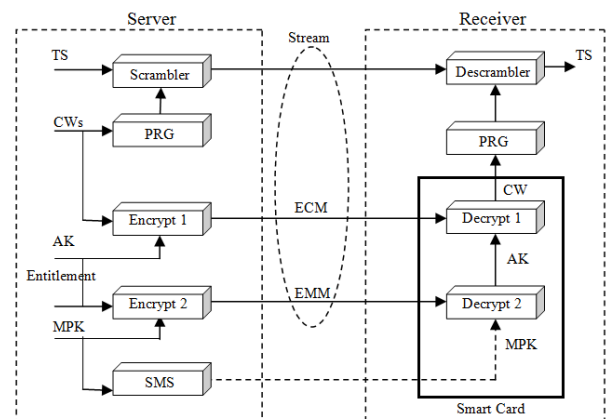 Server
Receiver
Stream
TS
Scrambler
Descrambler
TS
CWs
PRG
PRG
CW
Encrypt 1
ECM
Decrypt 1
AK
AK
Entitlement
Encrypt 2
EMM
Decrypt 2
MPK
MPK
SMS
Smart Card